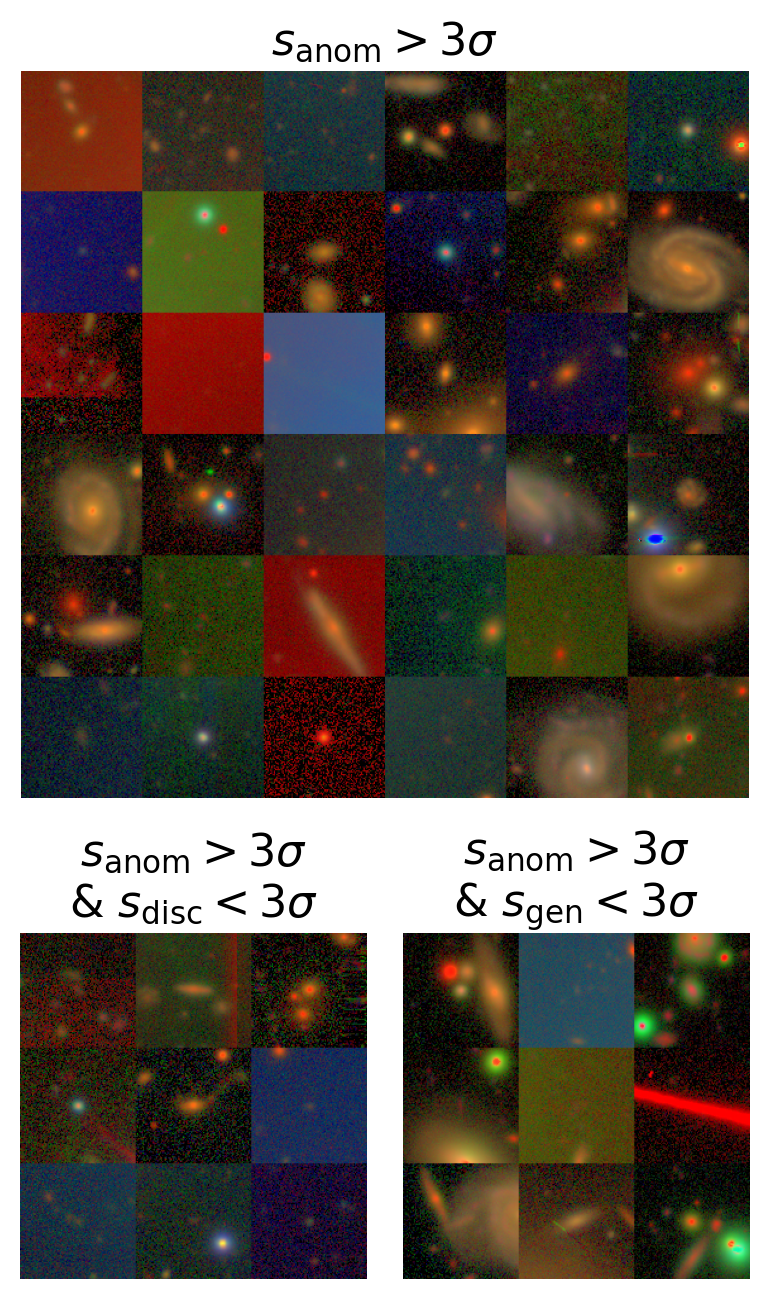 s_anom > 3σ
s_anom > 3σ
& s_disc < 3σ
s_anom > 3σ
& s_gen < 3σ